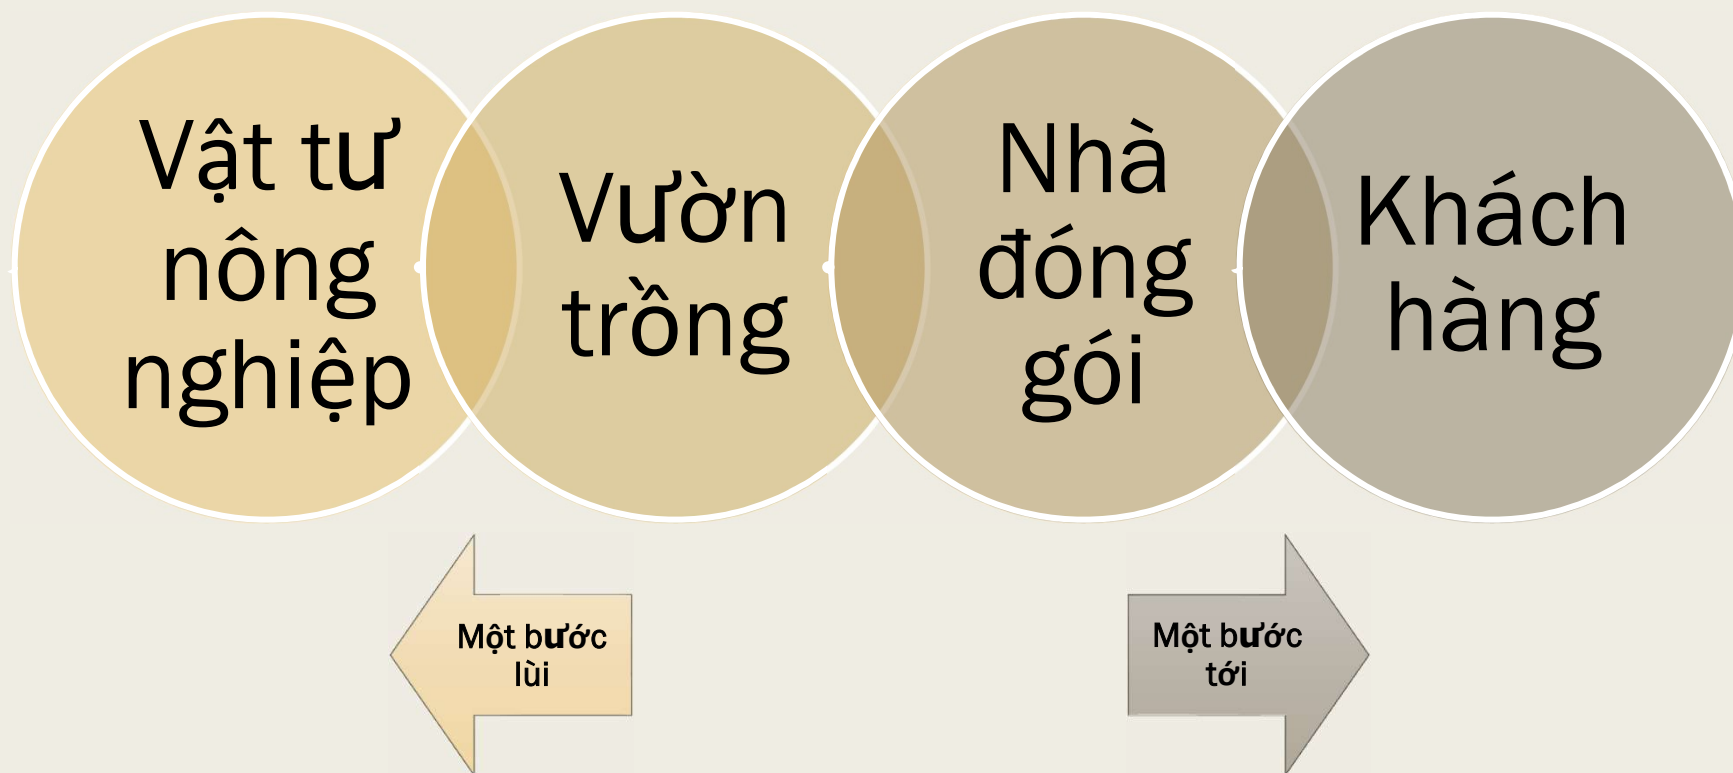 Vật tư
nông
nghiệp
Vườn
trồng
Nhà
đóng
gói
Khách
hàng
Một bước
lùi
Một bước
tới